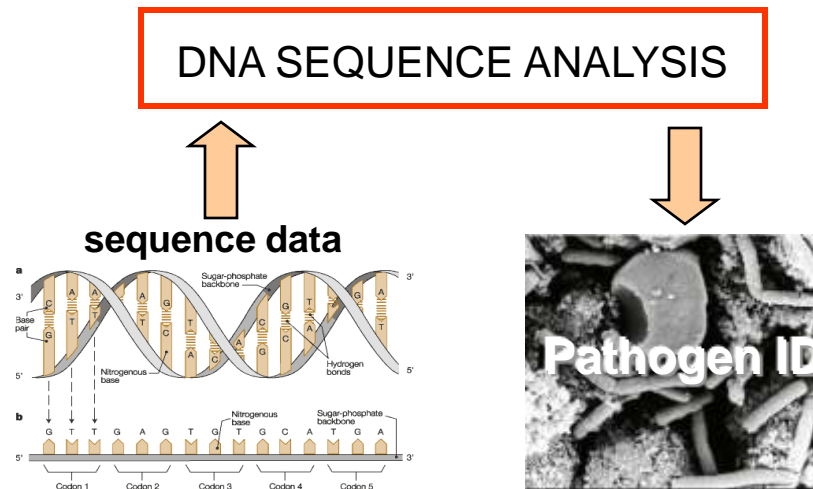 DNA SEQUENCE ANALYSIS
sequence data
a
Sugar-phosphate
backbone
3'
3'
C A A A G G T G A
Base
pair
G T T T C T A C A C G C A T
Hydrogen
bonds
Nitrogenous
base
5'
5'
b
Nitrogenous
base
Sugar-phosphate
backbone
G T T G A G T G T G C A T G A
5'
3'
Codon 1 Codon 2 Codon 3 Codon 4 Codon 5
Pathogen ID